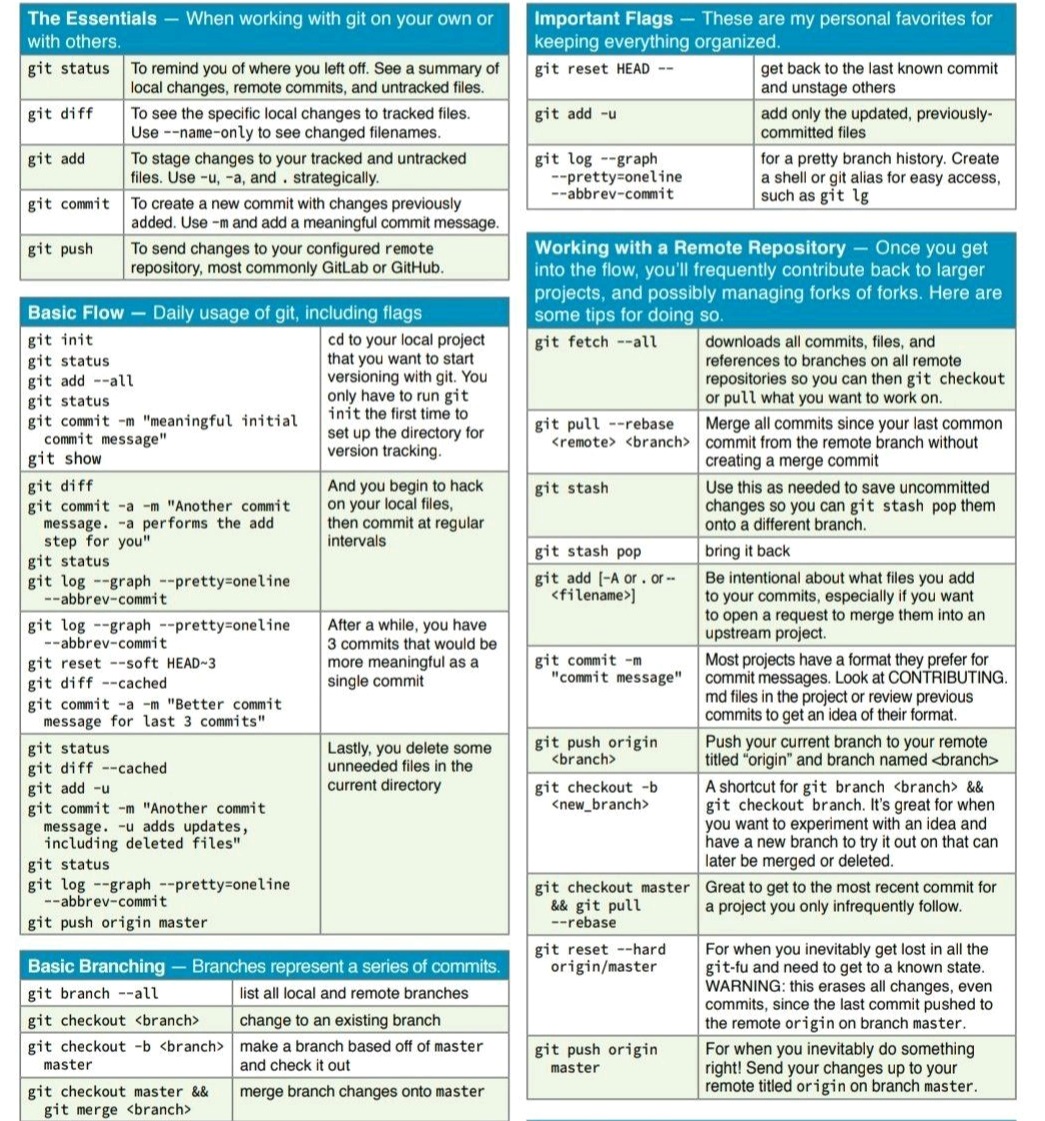 The Essentials — When working with git on your own or
with others.
git status
To remind you of where you left off. See a summary of
local changes, remote commits, and untracked files.
git diff
To see the specific local changes to tracked files.
Use --name-only to see changed filenames.
git add
To stage changes to your tracked and untracked
files. Use -u, -a, and . strategically.
git commit
To create a new commit with changes previously
added. Use -m and add a meaningful commit message.
git push
To send changes to your configured remote
repository, most commonly GitLab or GitHub.
Basic Flow — Daily usage of git, including flags
git init
git status
git add --all
git status
git commit -m "meaningful initial
commit message"
git show
cd to your local project
that you want to start
versioning with git. You
only have to run git
init the first time to
set up the directory for
version tracking.
git diff
git commit -a -m "Another commit
message. -a performs the add
step for you"
git status
git log --graph --pretty=oneline
--abbrev-commit
And you begin to hack
on your local files,
then commit at regular
intervals
git log --graph --pretty=oneline
--abbrev-commit
git reset --soft HEAD~3
git diff --cached
git commit -a -m "Better commit
message for last 3 commits"
After a while, you have
3 commits that would be
more meaningful as a
single commit
git status
git diff --cached
git add -u
git commit -m "Another commit
message. -u adds updates,
including deleted files"
git status
git log --graph --pretty=oneline
--abbrev-commit
git push origin master
Lastly, you delete some
unneeded files in the
current directory
Basic Branching — Branches represent a series of commits.
git branch --all
list all local and remote branches
git checkout <branch>
change to an existing branch
git checkout -b <branch>
master
make a branch based off of master
and check it out
git checkout master &&
git merge <branch>
merge branch changes onto master
Important Flags — These are my personal favorites for
keeping everything organized.
git reset HEAD --
get back to the last known commit
and unstage others
git add -u
add only the updated, previously-
committed files
git log --graph
--pretty=oneline
--abbrev-commit
for a pretty branch history. Create
a shell or git alias for easy access,
such as git lg
Working with a Remote Repository — Once you get
into the flow, you'll frequently contribute back to larger
projects, and possibly managing forks of forks. Here are
some tips for doing so.
git fetch --all
downloads all commits, files, and
references to branches on all remote
repositories so you can then git checkout
or pull what you want to work on.
git pull --rebase
<remote> <branch>
Merge all commits since your last common
commit from the remote branch without
creating a merge commit
git stash
Use this as needed to save uncommitted
changes so you can git stash pop them
onto a different branch.
git stash pop
bring it back
git add [-A or . or --
<filename>]
Be intentional about what files you add
to your commits, especially if you want
to open a request to merge them into an
upstream project.
git commit -m
"commit message"
Most projects have a format they prefer for
commit messages. Look at CONTRIBUTING.
md files in the project or review previous
commits to get an idea of their format.
git push origin
<branch>
Push your current branch to your remote
titled “origin” and branch named <branch>
git checkout -b
<new_branch>
A shortcut for git branch <branch> &&
git checkout branch. It's great for when
you want to experiment with an idea and
have a new branch to try it out on that can
later be merged or deleted.
git checkout master
&& git pull
--rebase
Great to get to the most recent commit for
a project you only infrequently follow.
git reset --hard
origin/master
For when you inevitably get lost in all the
git-fu and need to get to a known state.
WARNING: this erases all changes, even
commits, since the last commit pushed to
the remote origin on branch master.
git push origin
master
For when you inevitably do something
right! Send your changes up to your
remote titled origin on branch master.